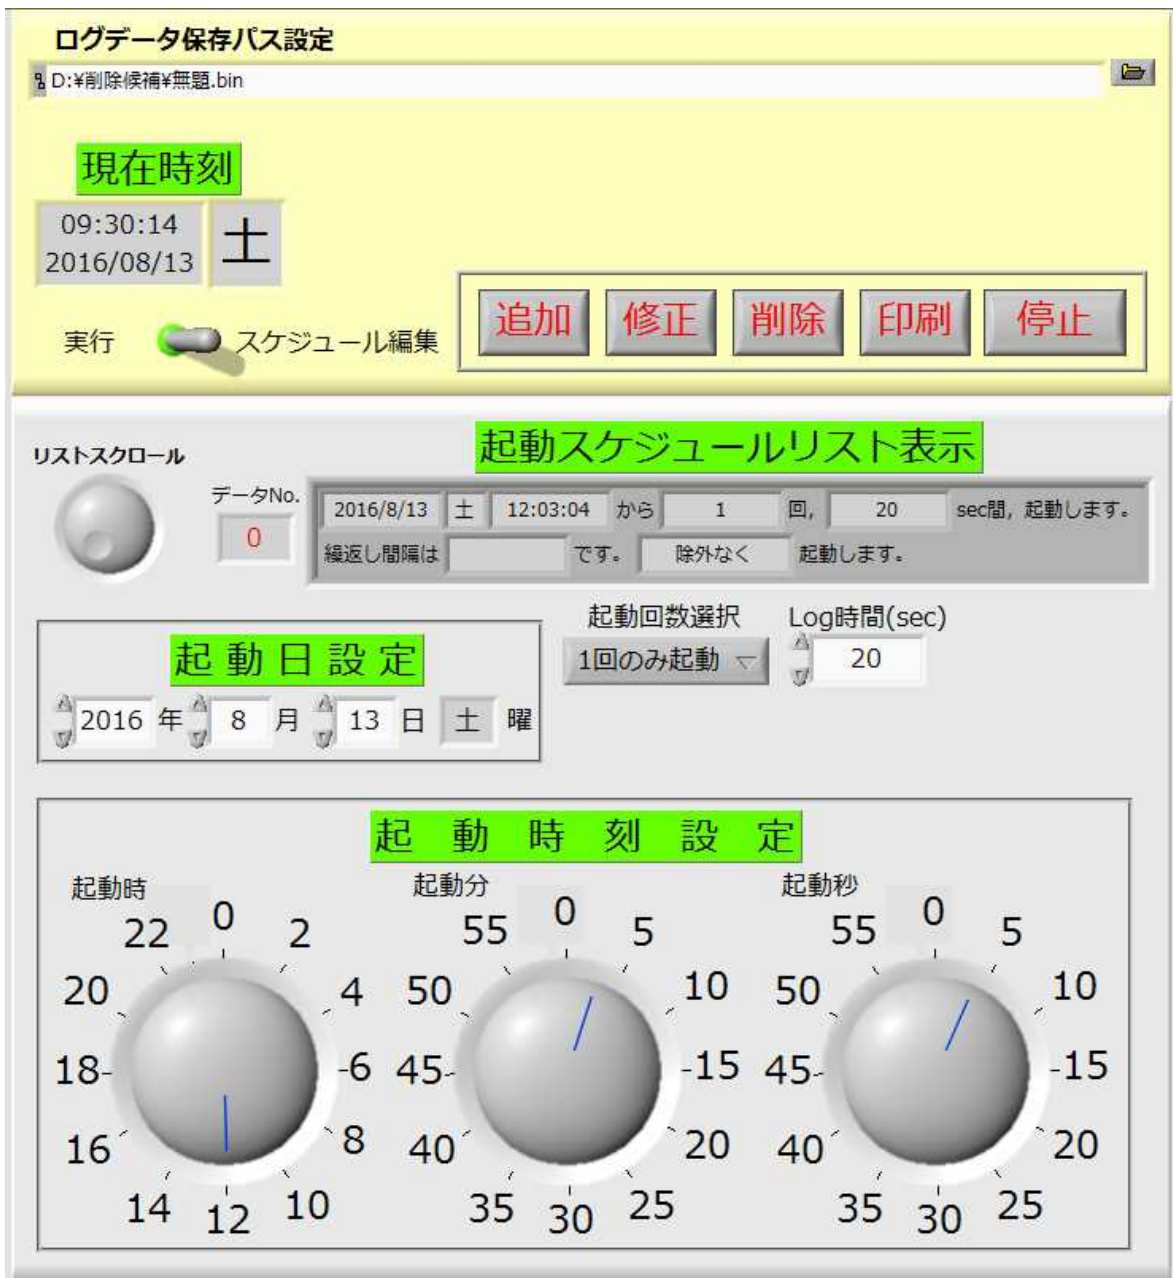 ログデータ保存パス設定
D:¥削除候補¥無題.bin
現在時刻
09:30:14
2016/08/13
土
実行
スケジュール編集
追加 修正 削除 印刷 停止
リストスクロール
起動スケジュールリスト表示
データNo.
0
2016/8/13 土 12:03:04 から 1 回, 20 sec間, 起動します。
繰返し間隔は です。 除外なく 起動します。
起動日設定
2016 年 8 月 13 日 土 曜
起動回数選択
1回のみ起動
Log時間(sec)
20
起動時刻設定
起動時
0 2 4 6 8 10 12 14 16 18 20 22
起動分
0 5 10 15 20 25 30 35 40 45 50 55
起動秒
0 5 10 15 20 25 30 35 40 45 50 55